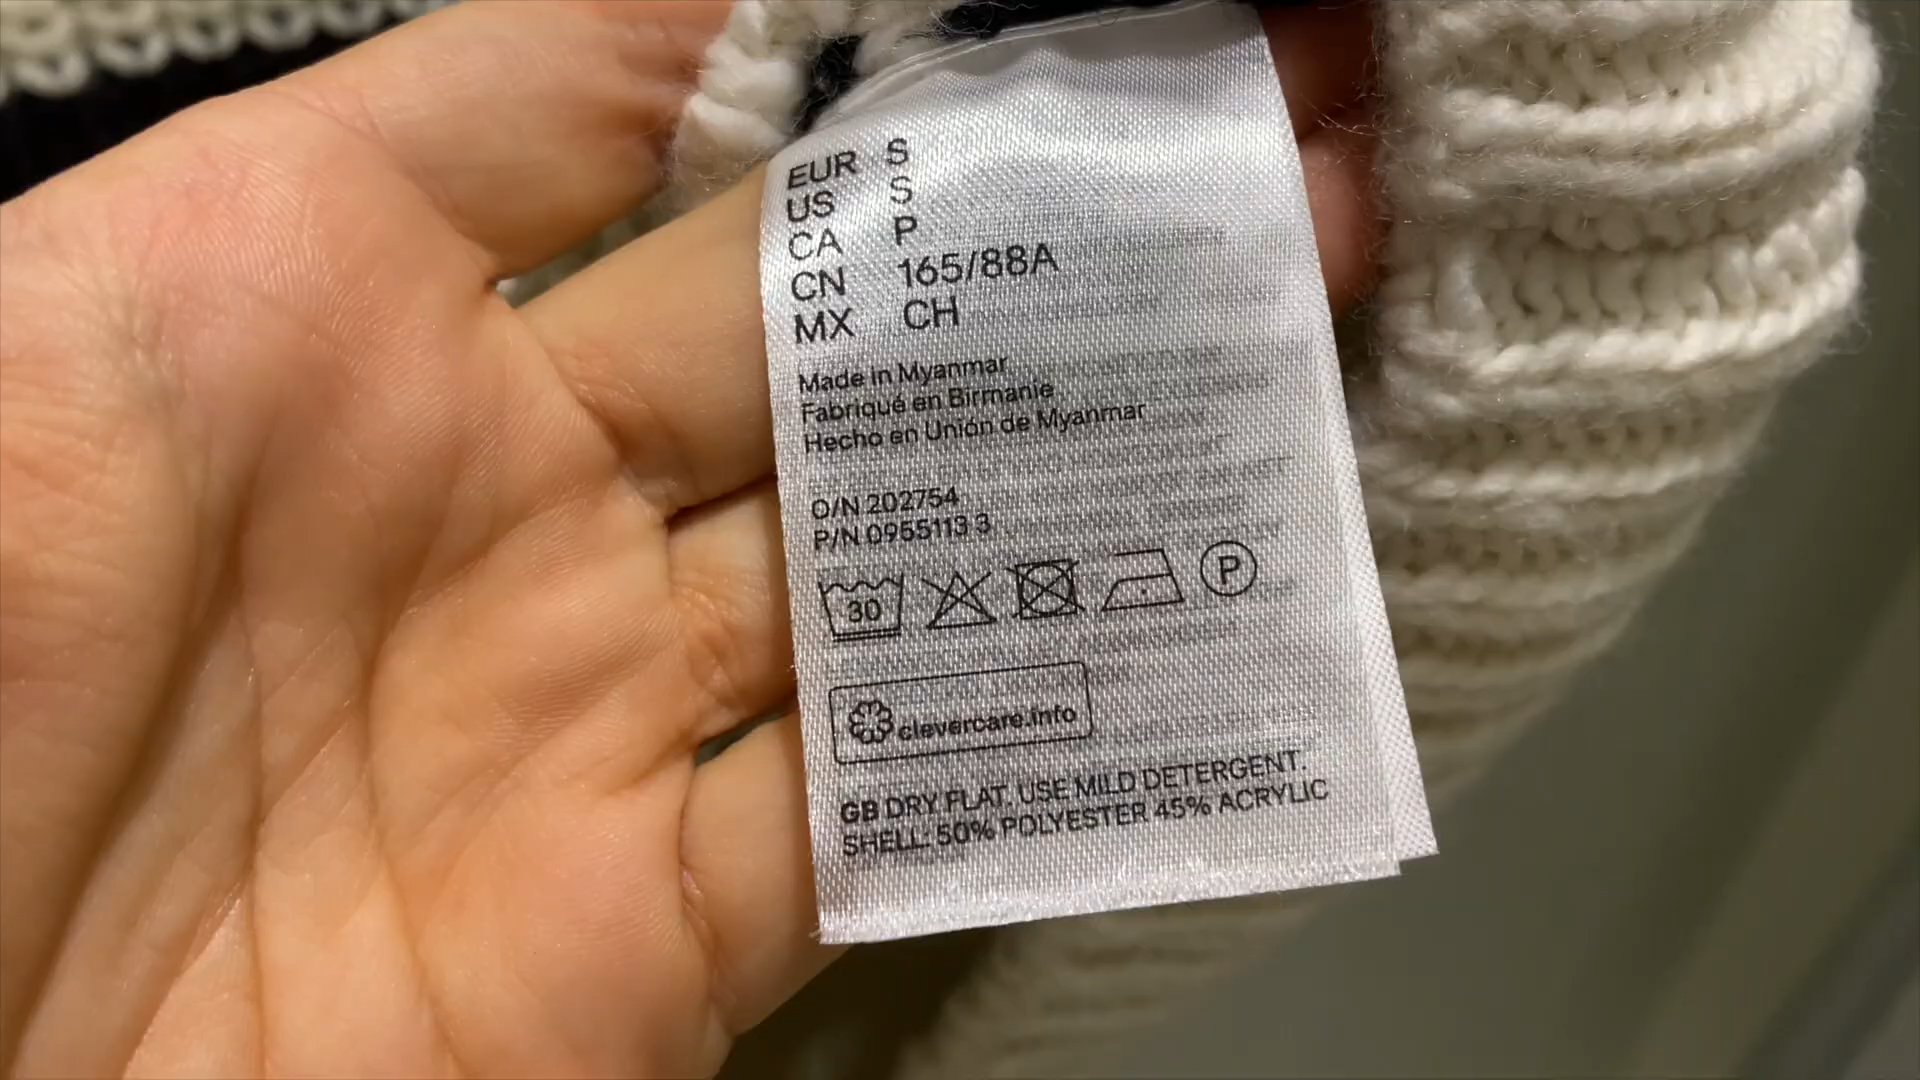 EUR S
US S
CA P
CN 165/88A
MX CH
Made in Myanmar
Fabriqué en Birmanie
Hecho en Unión de Myanmar
O/N 202754
P/N 0955113 3
30
P
clevercare.info
GB DRY FLAT. USE MILD DETERGENT.
SHELL: 50% POLYESTER 45% ACRYLIC